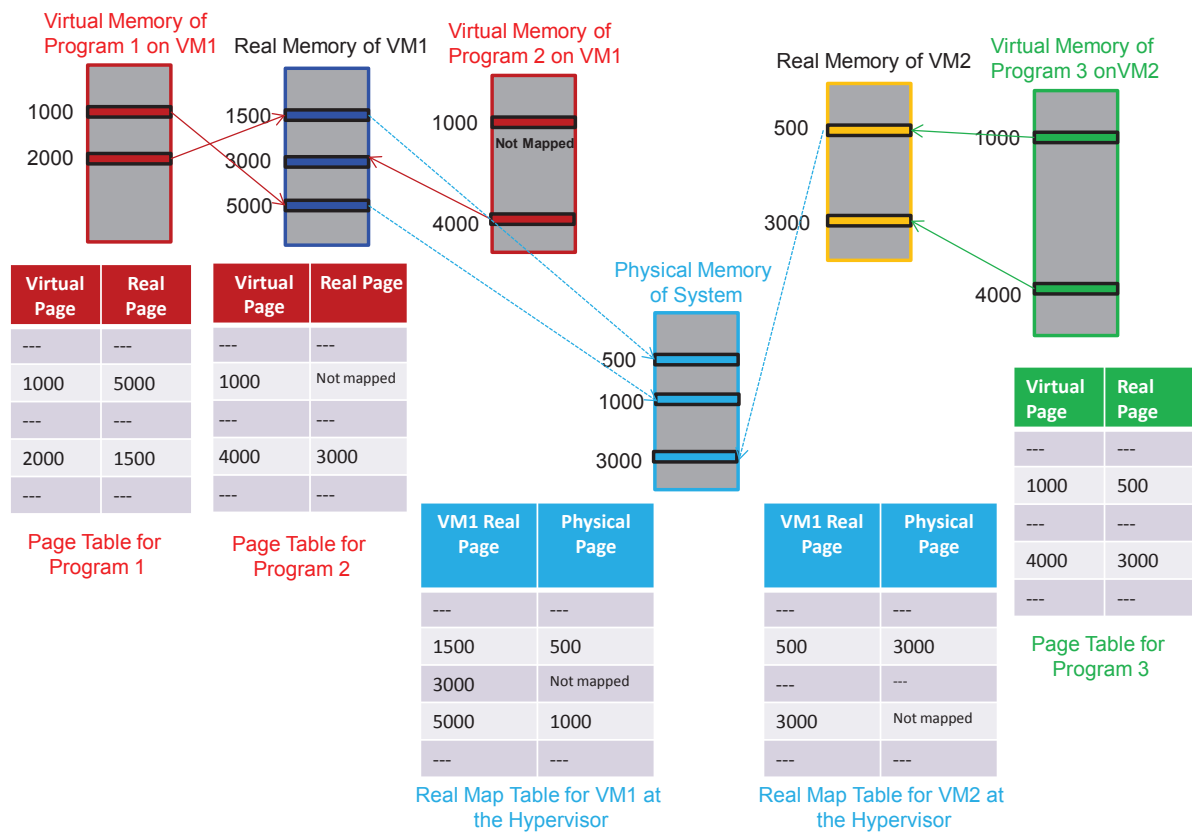 Virtual Memory of
Program 1 on VM1
Real Memory of VM1
Virtual Memory of
Program 2 on VM1
Real Memory of VM2
Virtual Memory of
Program 3 onVM2
1000
2000
1500
3000
5000
1000
Not Mapped
4000
500
3000
1000
4000
Physical Memory
of System
500
1000
3000
Virtual Page Real Page
--- ---
1000 5000
--- ---
2000 1500
--- ---
Page Table for
Program 1
Virtual Page Real Page
--- ---
1000 Not mapped
--- ---
4000 3000
--- ---
Page Table for
Program 2
VM1 Real Page Physical Page
--- ---
1500 500
3000 Not mapped
5000 1000
--- ---
Real Map Table for VM1 at
the Hypervisor
VM1 Real Page Physical Page
--- ---
500 3000
--- ---
3000 Not mapped
--- ---
Real Map Table for VM2 at
the Hypervisor
Virtual Page Real Page
--- ---
1000 500
--- ---
4000 3000
--- ---
Page Table for
Program 3